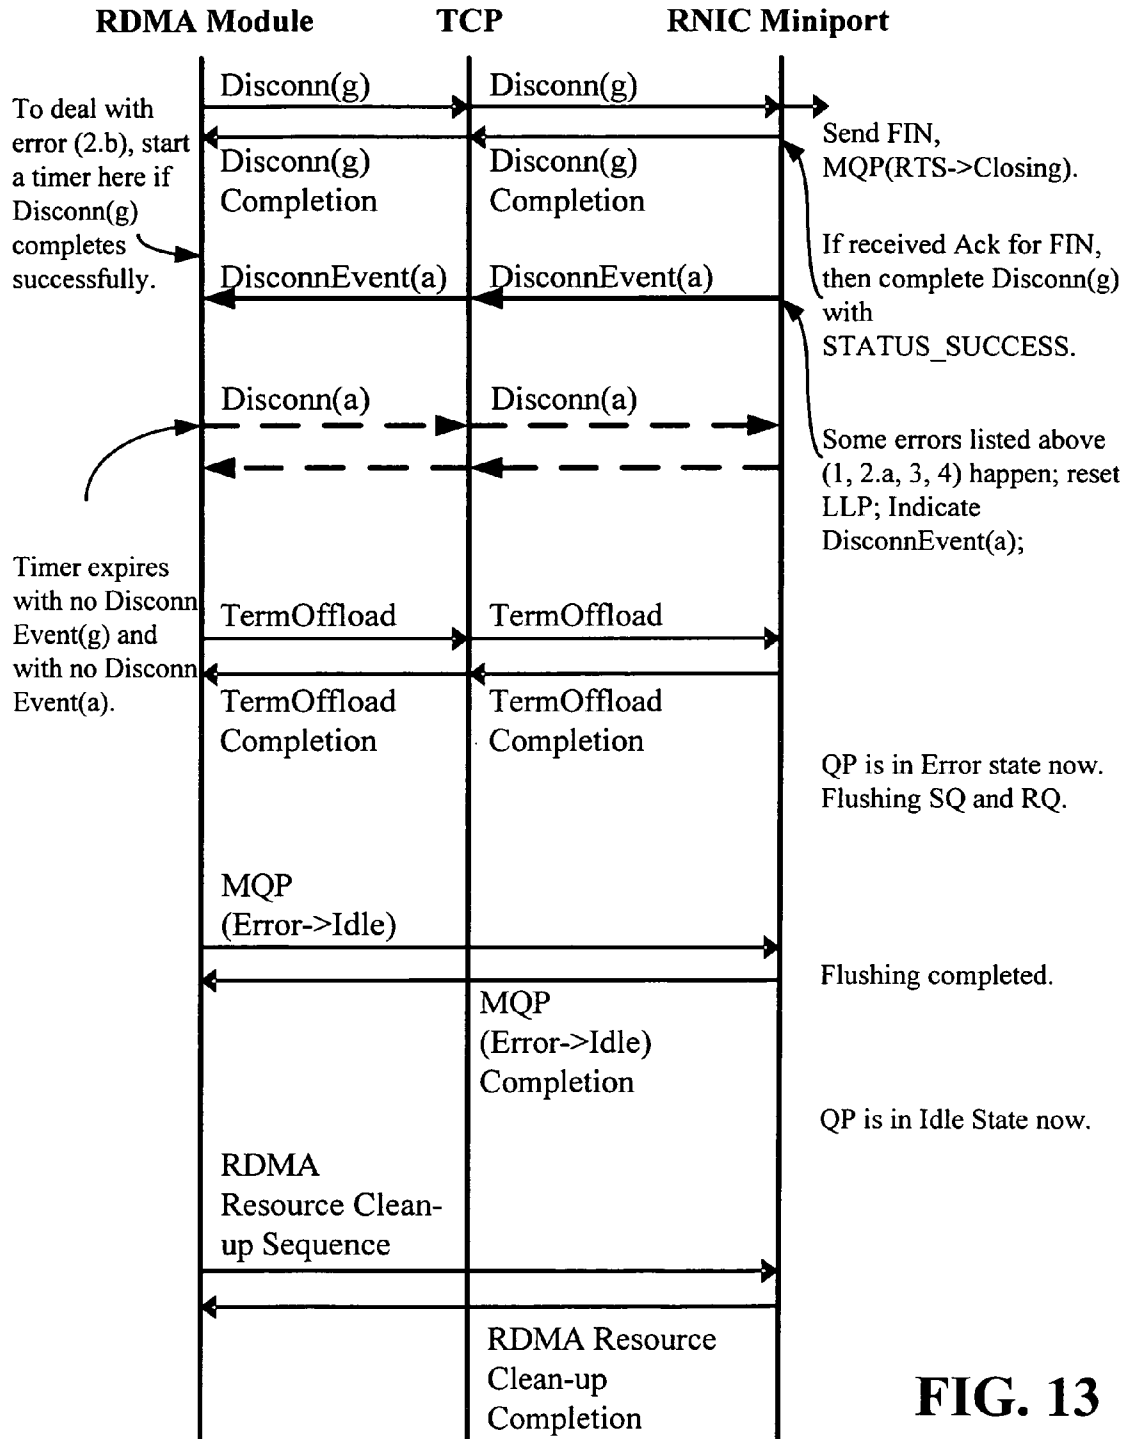 RDMA Module TCP RNIC Miniport
Disconn(g) Disconn(g)
To deal with
error (2.b), start
a timer here if
Disconn(g)
completes
successfully.
Send FIN,
MQP(RTS->Closing).
Disconn(g) Disconn(g)
Completion Completion
If received Ack for FIN,
then complete Disconn(g)
with
STATUS_SUCCESS.
DisconnEvent(a) DisconnEvent(a)
Disconn(a) Disconn(a)
Some errors listed above
(1, 2.a, 3, 4) happen; reset
LLP; Indicate
DisconnEvent(a);
Timer expires
with no Disconn
Event(g) and
with no Disconn
Event(a).
TermOffload TermOffload
TermOffload TermOffload
Completion Completion
QP is in Error state now.
Flushing SQ and RQ.
MQP
(Error->Idle)
Flushing completed.
MQP
(Error->Idle)
Completion
QP is in Idle State now.
RDMA
Resource Clean-
up Sequence
RDMA Resource
Clean-up
Completion
FIG. 13